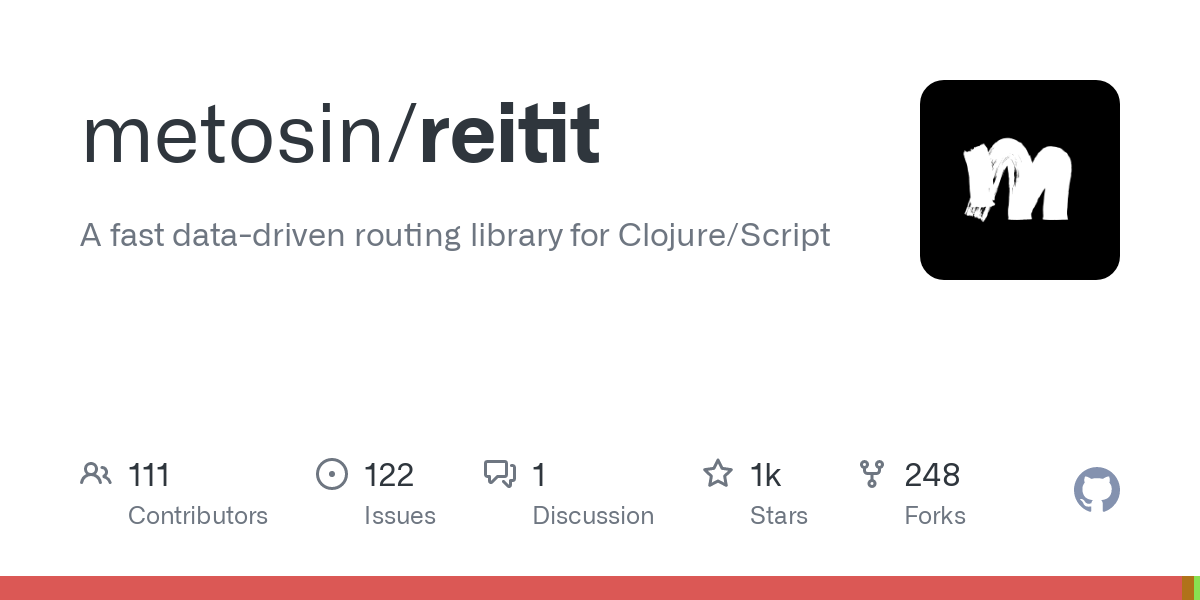 metosin/reitit
A fast data-driven routing library for Clojure/Script
m
111
Contributors
122
Issues
1
Discussion
1k
Stars
248
Forks